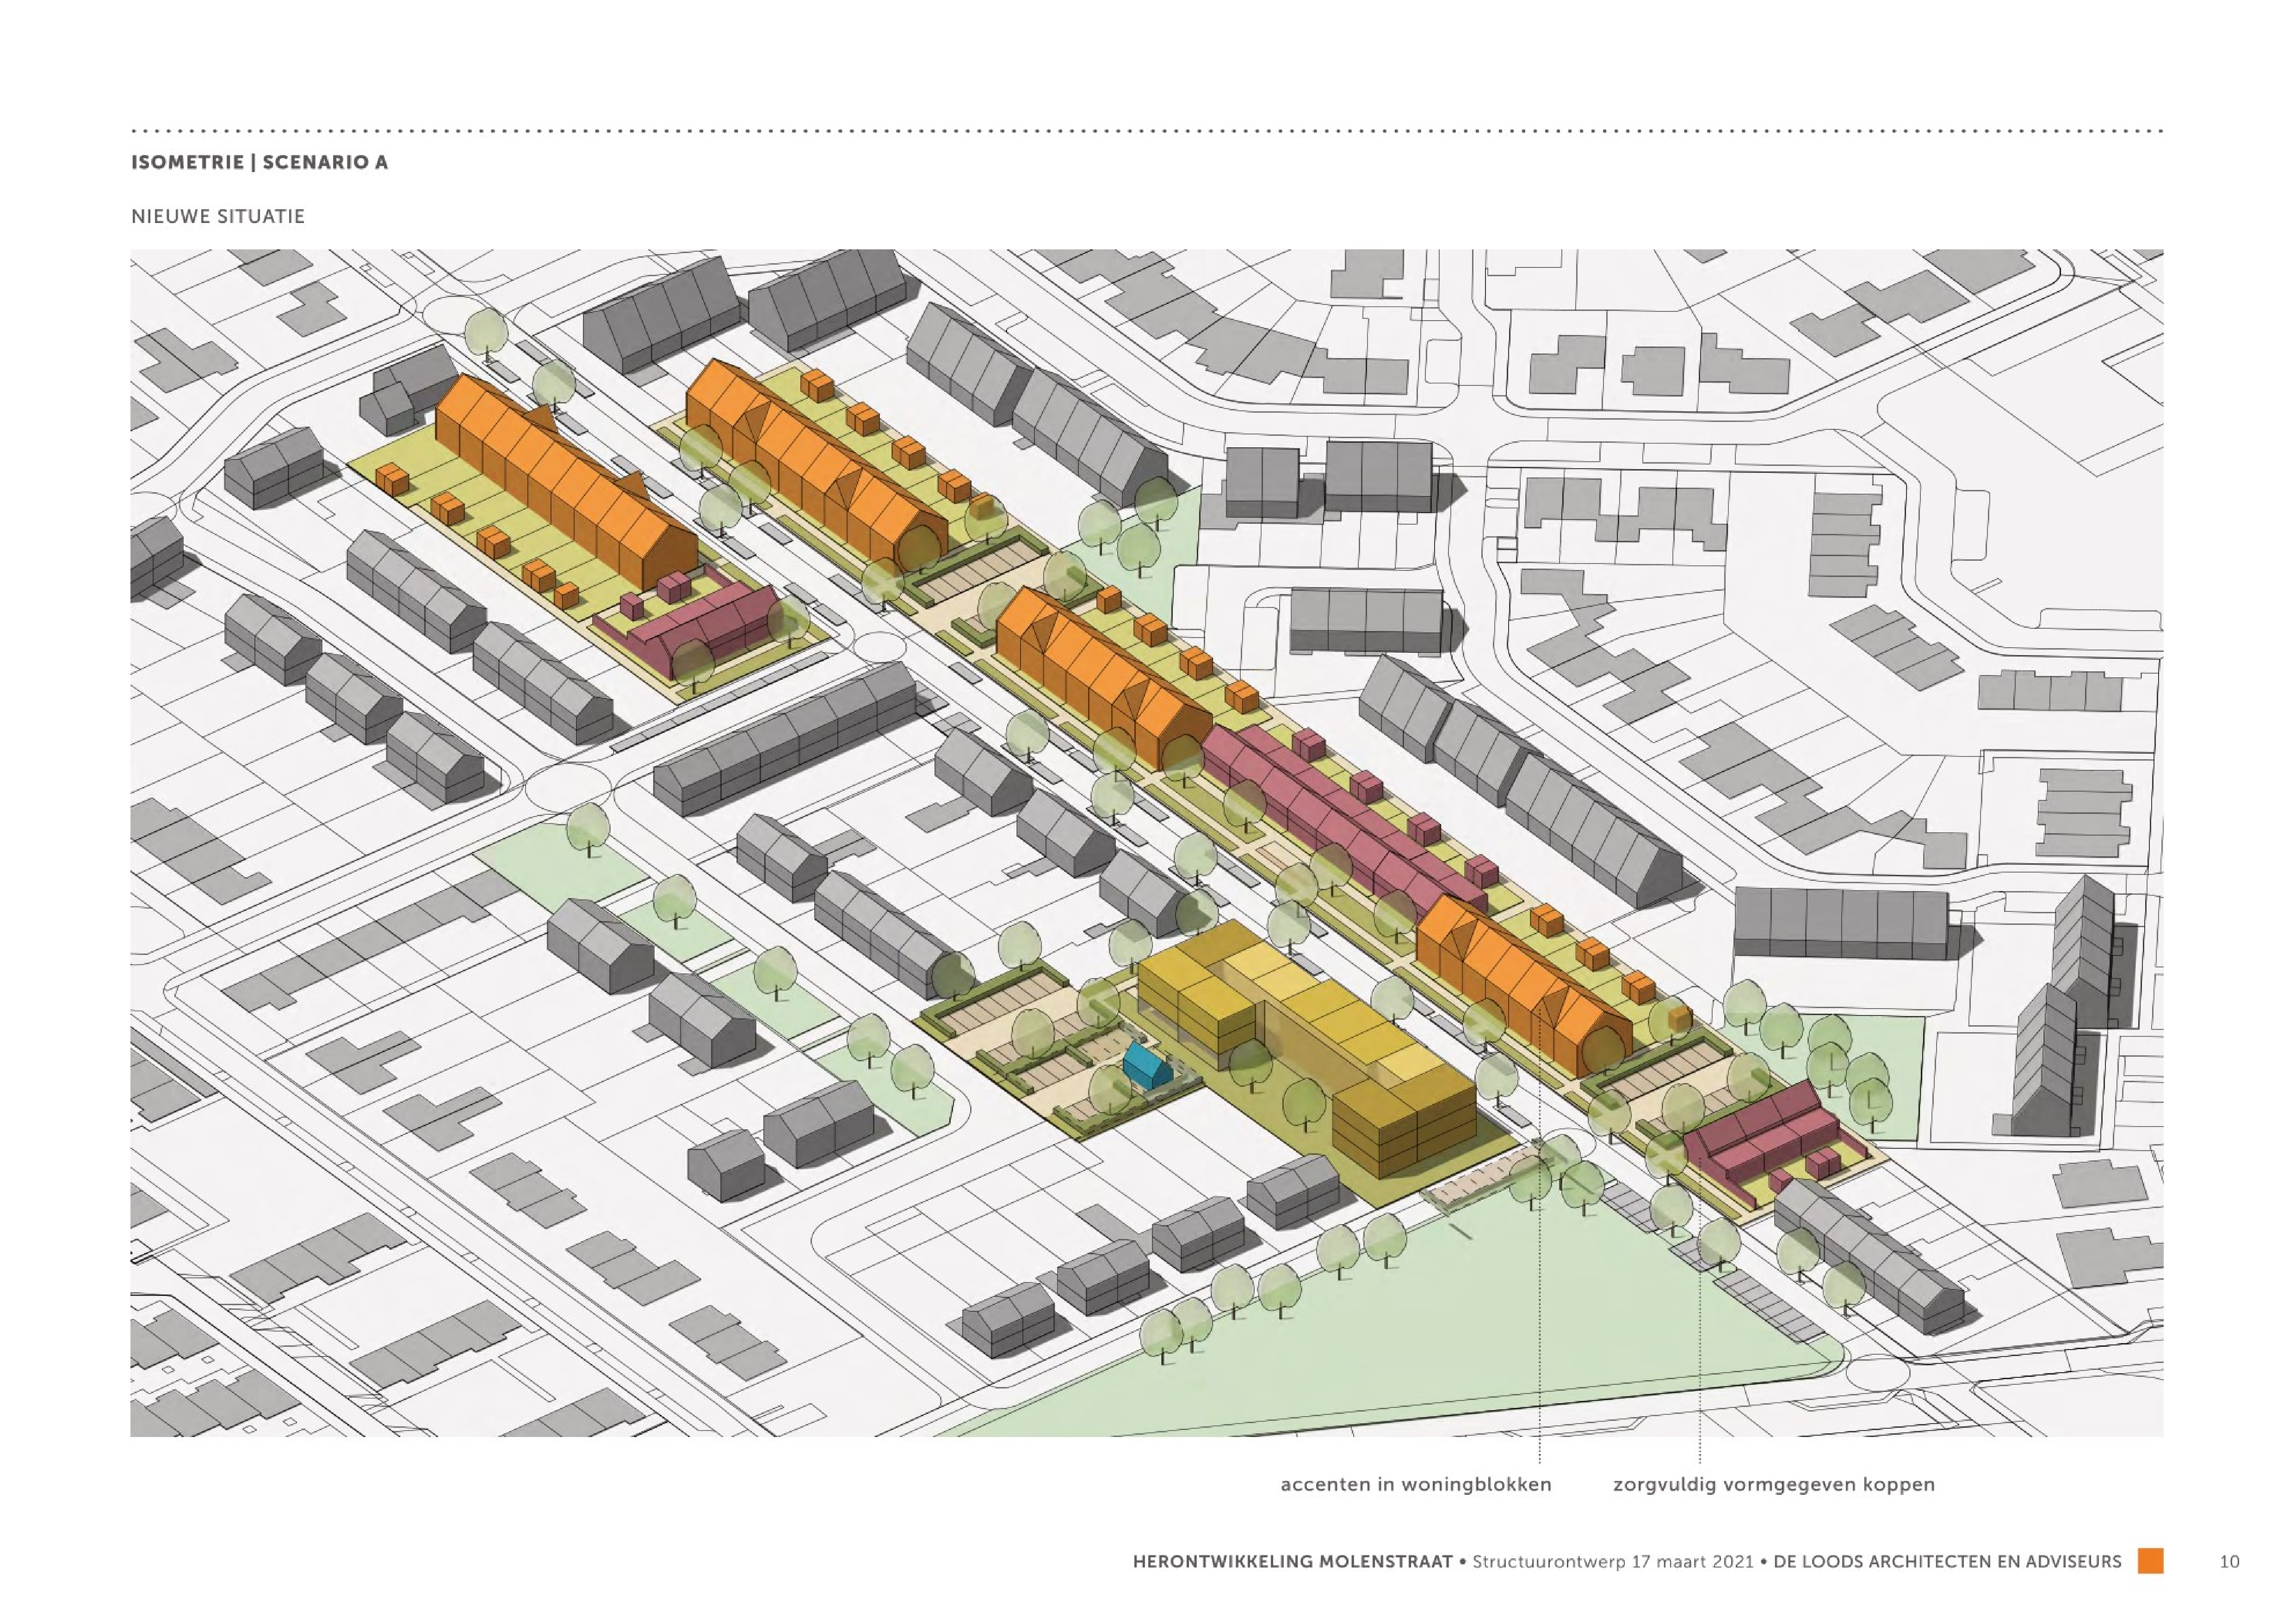 ISOMETRIE | SCENARIO A
NIEUWE SITUATIE
accenten in woningblokken
zorgvuldig vormgegeven koppen
HERONTWIKKELING MOLENSTRAAT • Structuurontwerp 17 maart 2021 • DE LOODS ARCHITECTEN EN ADVISEURS
10